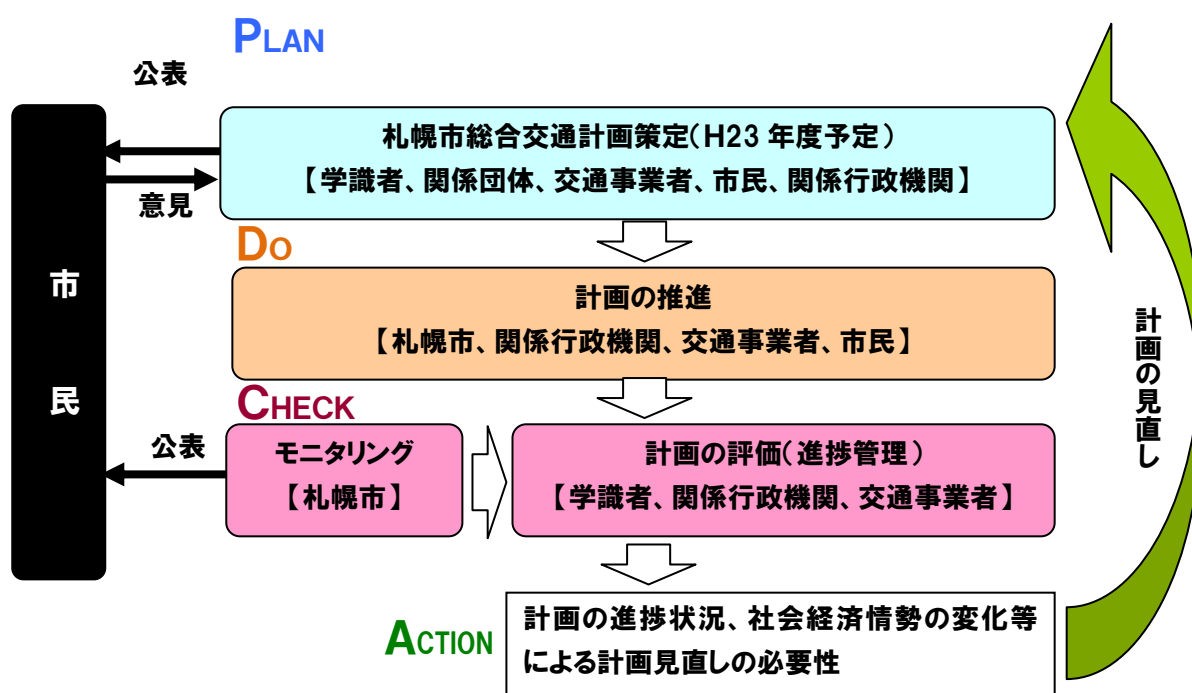 PLAN
公表
札幌市総合交通計画策定（H23 年度予定）
【学識者、関係団体、交通事業者、市民、関係行政機関】
意見
市民
DO
計画の推進
【札幌市、関係行政機関、交通事業者、市民】
計画の見直し
CHECK
公表
モニタリング
【札幌市】
計画の評価（進捗管理）
【学識者、関係行政機関、交通事業者】
ACTION
計画の進捗状況、社会経済情勢の変化等
による計画見直しの必要性